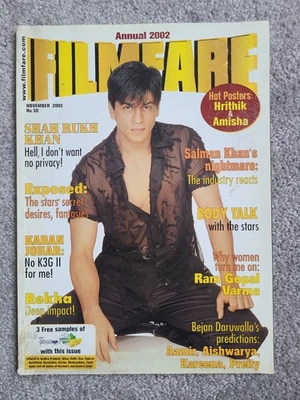 Annual 2002
FILMFARE
www.filmfare.com
NOVEMBER 2002
Rs 30
Hot Posters:
Hrithik
&
Amisha
SHAH RUKH
KHAN
Hell, I don't want
no privacy!
Exposed:
The stars' secret
desires, fantasies
KARAN
JOHAR:
No K3G II
for me!
Rekha
Deep impact!
Salman Khan's
nightmare:
The industry reacts
BODY TALK
with the stars
Why women
turn me on:
Ram Gopal
Varma
Bejan Daruwalla's
predictions:
Aamir, Aishwarya,
Kareena, Preity
3 Free samples of
with this issue